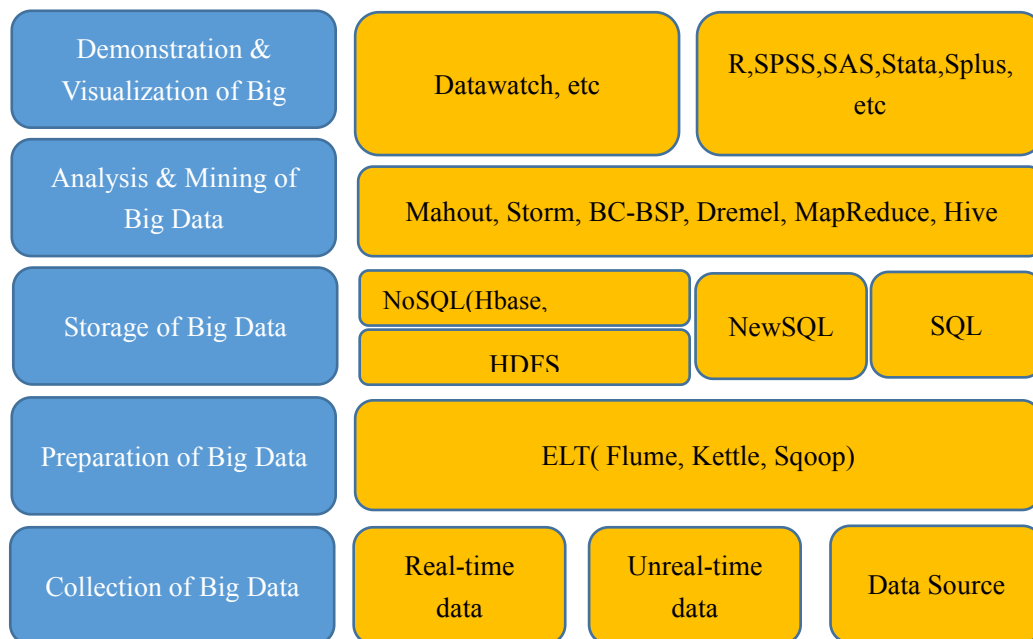 Demonstration &
Visualization of Big
Datawatch, etc
R,SPSS,SAS,Stata,Splus,
etc
Analysis & Mining of
Big Data
Mahout, Storm, BC-BSP, Dremel, MapReduce, Hive
Storage of Big Data
NoSQL(Hbase,
HDFS
NewSQL
SQL
Preparation of Big Data
ELT( Flume, Kettle, Sqoop)
Collection of Big Data
Real-time
data
Unreal-time
data
Data Source